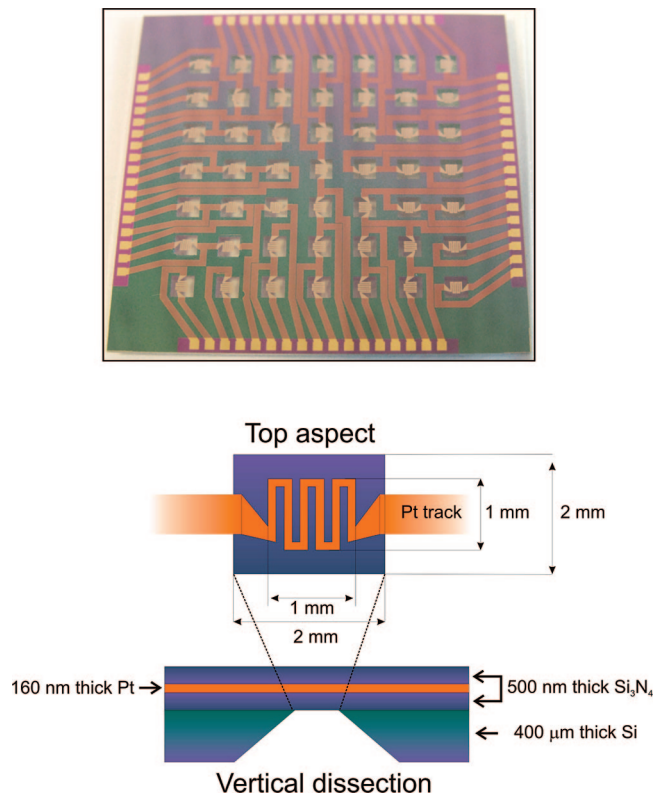 Top aspect
Pt track
1 mm
2 mm
1 mm
2 mm
160 nm thick Pt
500 nm thick Si₃N₄
400 µm thick Si
Vertical dissection